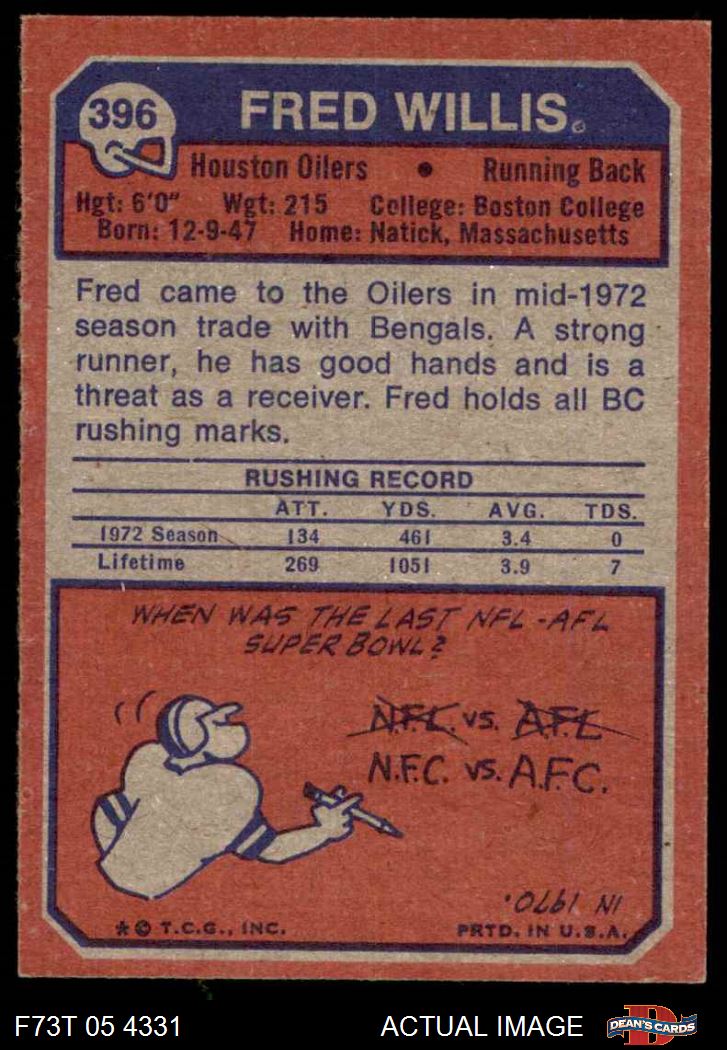 396
FRED WILLIS
Houston Oilers • Running Back
Hgt: 6'0" Wgt: 215 College: Boston College
Born: 12-9-47 Home: Natick, Massachusetts
Fred came to the Oilers in mid-1972
season trade with Bengals. A strong
runner, he has good hands and is a
threat as a receiver. Fred holds all BC
rushing marks.
RUSHING RECORD
ATT. YDS. AVG. TDS.
1972 Season 134 461 3.4 0
Lifetime 269 1051 3.9 7
WHEN WAS THE LAST NFL-AFL
SUPER BOWL?
N.F.L. vs. A.F.L
N.F.C. vs. A.F.C.
IN 1970.
* © T.C.G., INC. PRTD. IN U.S.A.
F73T 05 4331 ACTUAL IMAGE
D
DEAN'S CARDS